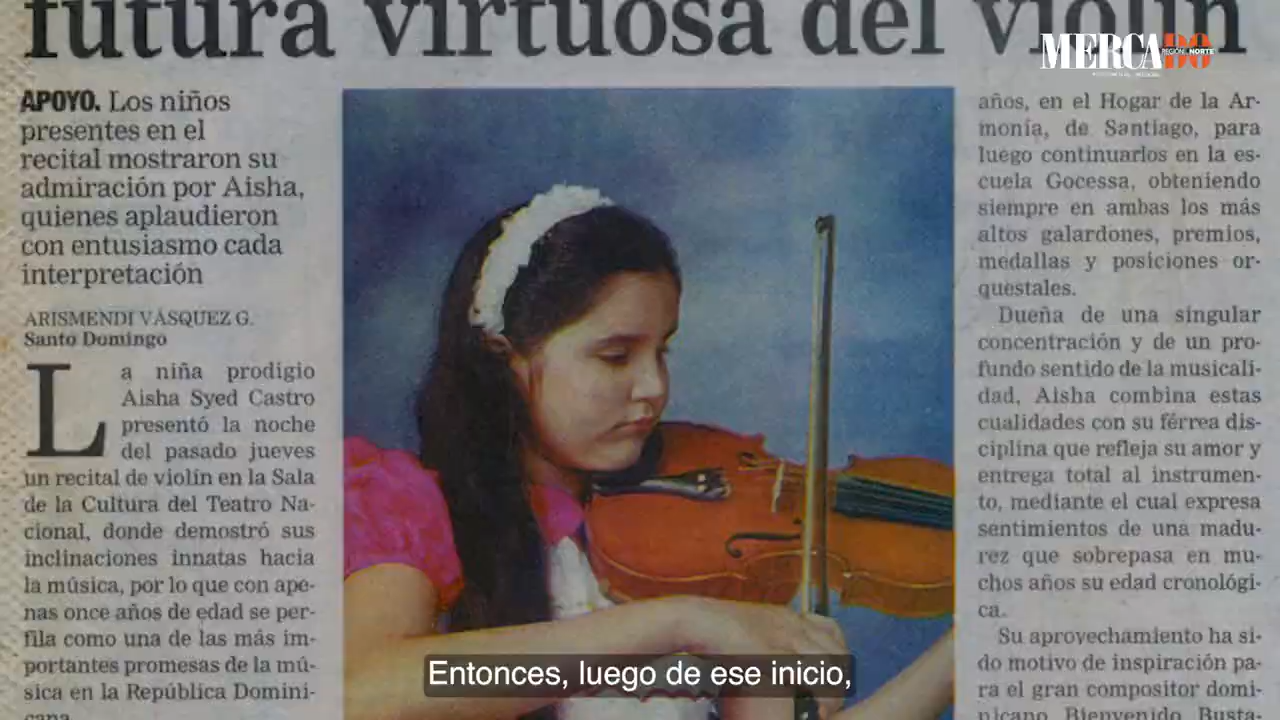 futura virtuosa del violín
MERCADO
REGIÓN NORTE
APOYO. Los niños
presentes en el
recital mostraron su
admiración por Aisha,
quienes aplaudieron
con entusiasmo cada
interpretación
ARISMENDI VÁSQUEZ G.
Santo Domingo
La niña prodigio
Aisha Syed Castro
presentó la noche
del pasado jueves
un recital de violín en la Sala
de la Cultura del Teatro Na-
cional, donde demostró sus
inclinaciones innatas hacia
la música, por lo que con ape-
nas once años de edad se per-
fila como una de las más im-
portantes promesas de la mú-
sica en la República Domini-
cana.
años, en el Hogar de la Ar-
monía, de Santiago, para
luego continuarlos en la es-
cuela Gocessa, obteniendo
siempre en ambas los más
altos galardones, premios,
medallas y posiciones or-
questales.
Dueña de una singular
concentración y de un pro-
fundo sentido de la musicali-
dad, Aisha combina estas
cualidades con su férrea dis-
ciplina que refleja su amor y
entrega total al instrumen-
to, mediante el cual expresa
sentimientos de una madu-
rez que sobrepasa en mu-
chos años su edad cronológi-
ca.
Su aprovechamiento ha si-
do motivo de inspiración pa-
ra el gran compositor domi-
nicano Bienvenido Busta-
Entonces, luego de ese inicio,